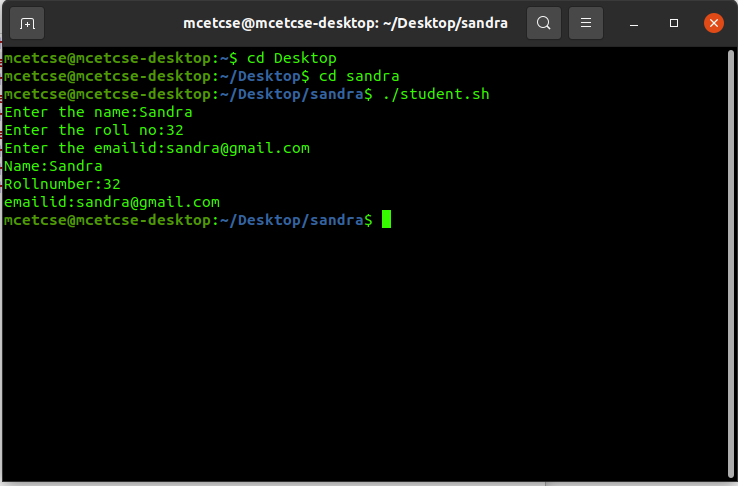 mcetcse@mcetcse-desktop: ~/Desktop/sandra
mcetcse@mcetcse-desktop:~$ cd Desktop
mcetcse@mcetcse-desktop:~/Desktop$ cd sandra
mcetcse@mcetcse-desktop:~/Desktop/sandra$ ./student.sh
Enter the name:Sandra
Enter the roll no:32
Enter the emailid:sandra@gmail.com
Name:Sandra
Rollnumber:32
emailid:sandra@gmail.com
mcetcse@mcetcse-desktop:~/Desktop/sandra$